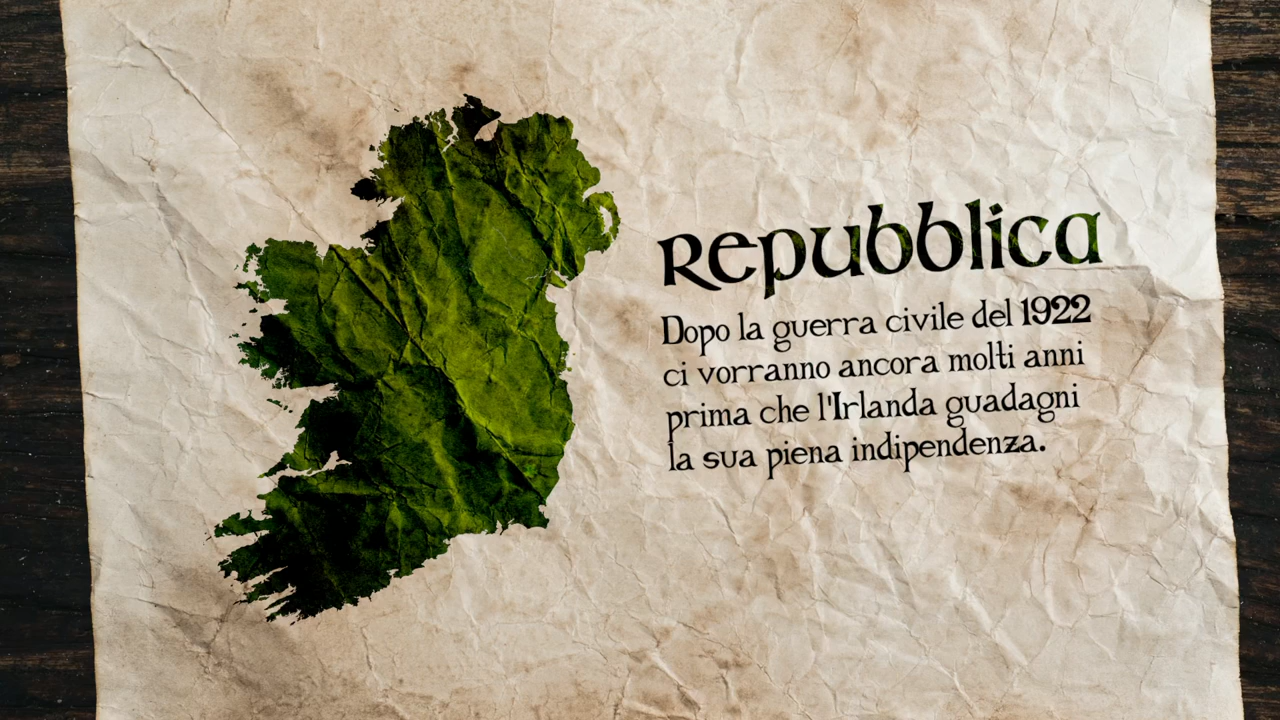 Repubblica
Dopo la guerra civile del 1922
ci vorranno ancora molti anni
prima che l'Irlanda guadagni
la sua piena indipendenza.